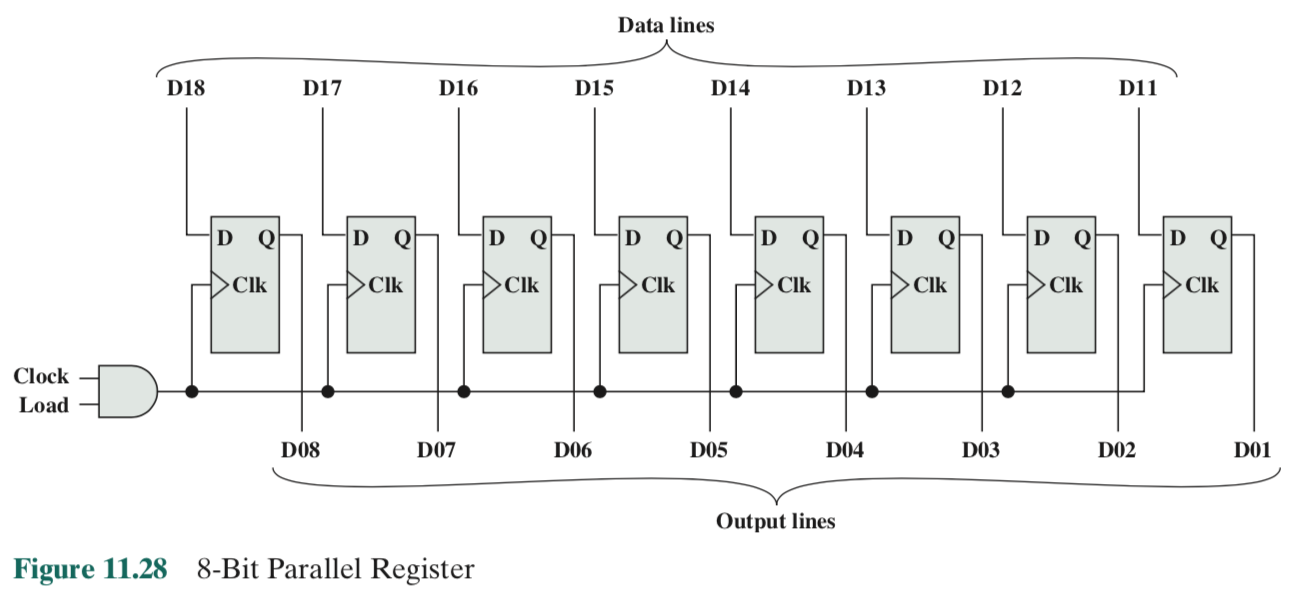 Data lines
D18 D17 D16 D15 D14 D13 D12 D11
D Q D Q D Q D Q D Q D Q D Q D Q
Clk Clk Clk Clk Clk Clk Clk Clk
Clock
Load
D08 D07 D06 D05 D04 D03 D02 D01
Output lines
Figure 11.28 8-Bit Parallel Register